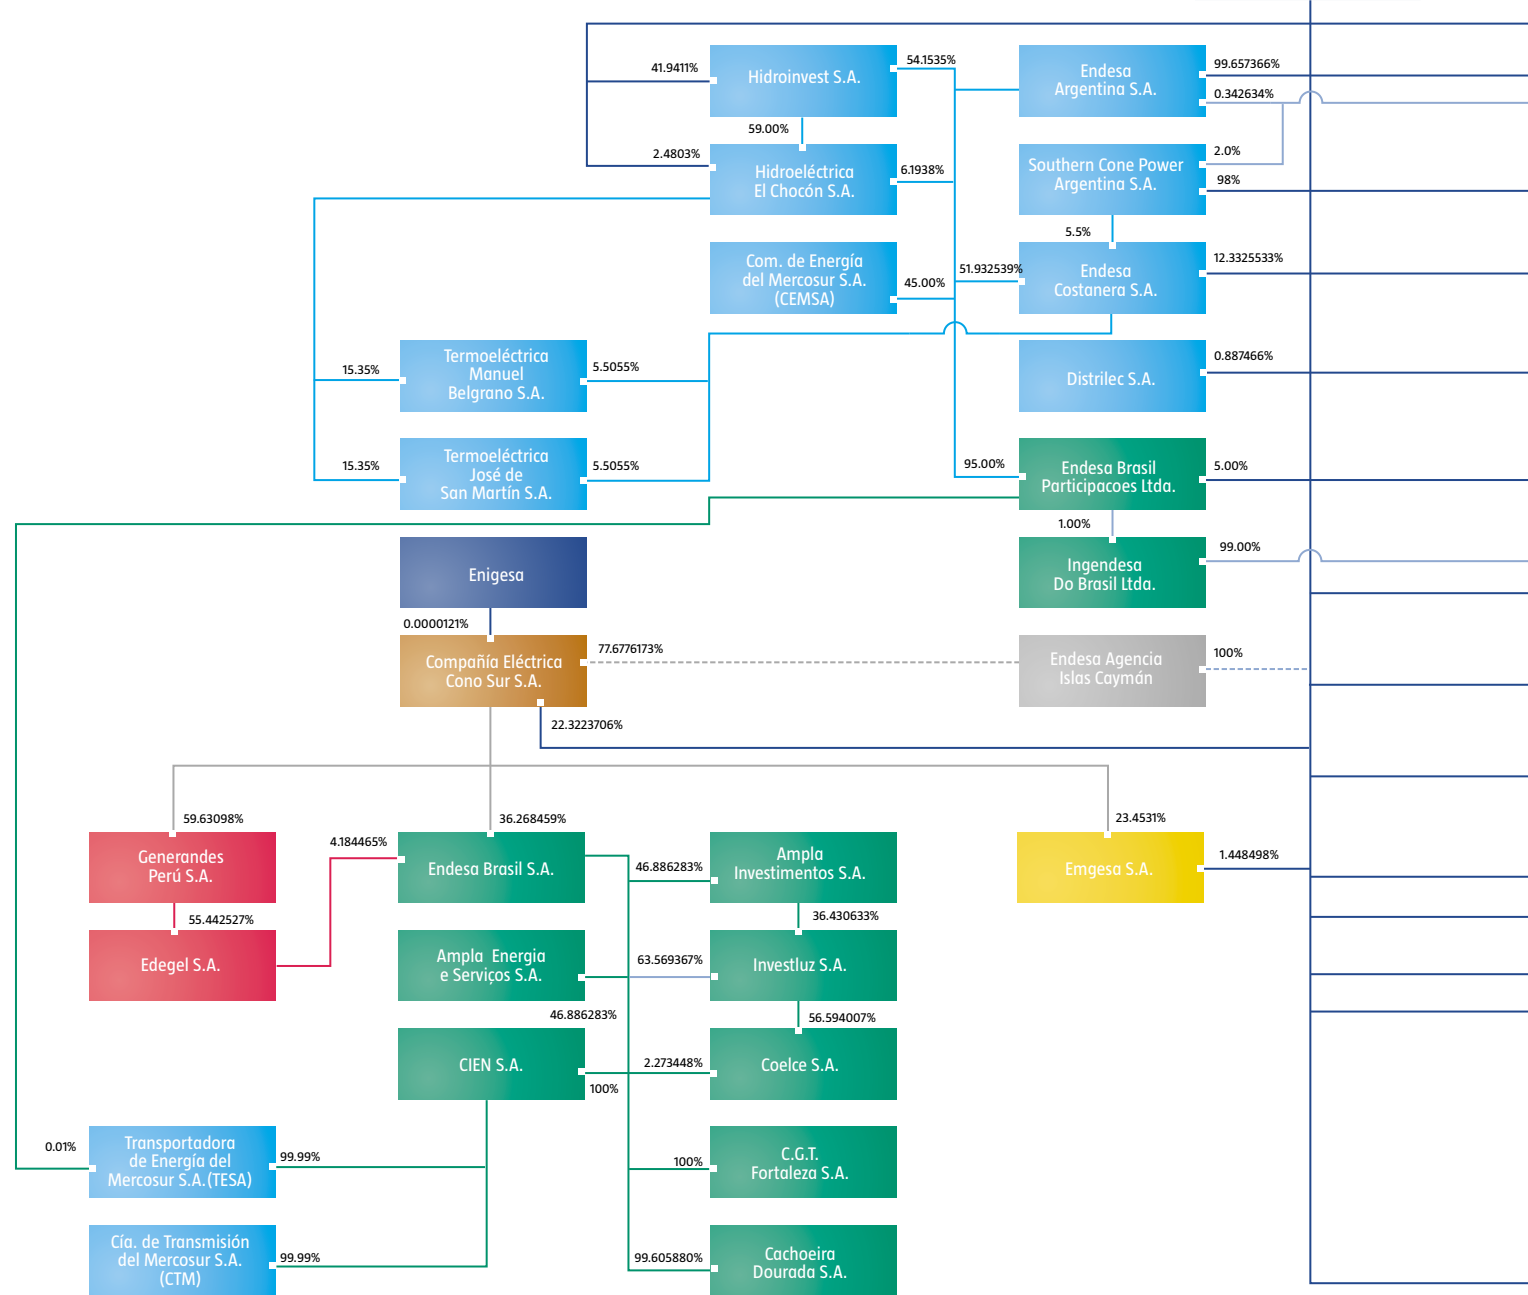 41.9411%
Hidroinvest S.A.
54.1535%
Endesa
Argentina S.A.
99.657366%
0.342634%
59.00%
2.4803%
Hidroeléctrica
El Chocón S.A.
6.1938%
Southern Cone Power
Argentina S.A.
2.0%
98%
5.5%
Com. de Energía
del Mercosur S.A.
(CEMSA)
45.00%
51.932539%
Endesa
Costanera S.A.
12.3325533%
15.35%
Termoeléctrica
Manuel
Belgrano S.A.
5.5055%
Distrilec S.A.
0.887466%
15.35%
Termoeléctrica
José de
San Martín S.A.
5.5055%
95.00%
Endesa Brasil
Participacoes Ltda.
5.00%
1.00%
Enigesa
Ingendesa
Do Brasil Ltda.
99.00%
0.0000121%
Compañía Eléctrica
Cono Sur S.A.
77.6776173%
Endesa Agencia
Islas Caymán
100%
22.3223706%
59.63098%
36.268459%
23.4531%
Generandes
Perú S.A.
4.184465%
Endesa Brasil S.A.
46.886283%
Ampla
Investimentos S.A.
Emgesa S.A.
1.448498%
55.442527%
36.430633%
Edegel S.A.
Ampla Energia
e Serviços S.A.
63.569367%
Investluz S.A.
46.886283%
56.594007%
CIEN S.A.
100%
2.273448%
Coelce S.A.
0.01%
Transportadora
de Energía del
Mercosur S.A.(TESA)
99.99%
100%
C.G.T.
Fortaleza S.A.
Cía. de Transmisión
del Mercosur S.A.
(CTM)
99.99%
99.605880%
Cachoeira
Dourada S.A.